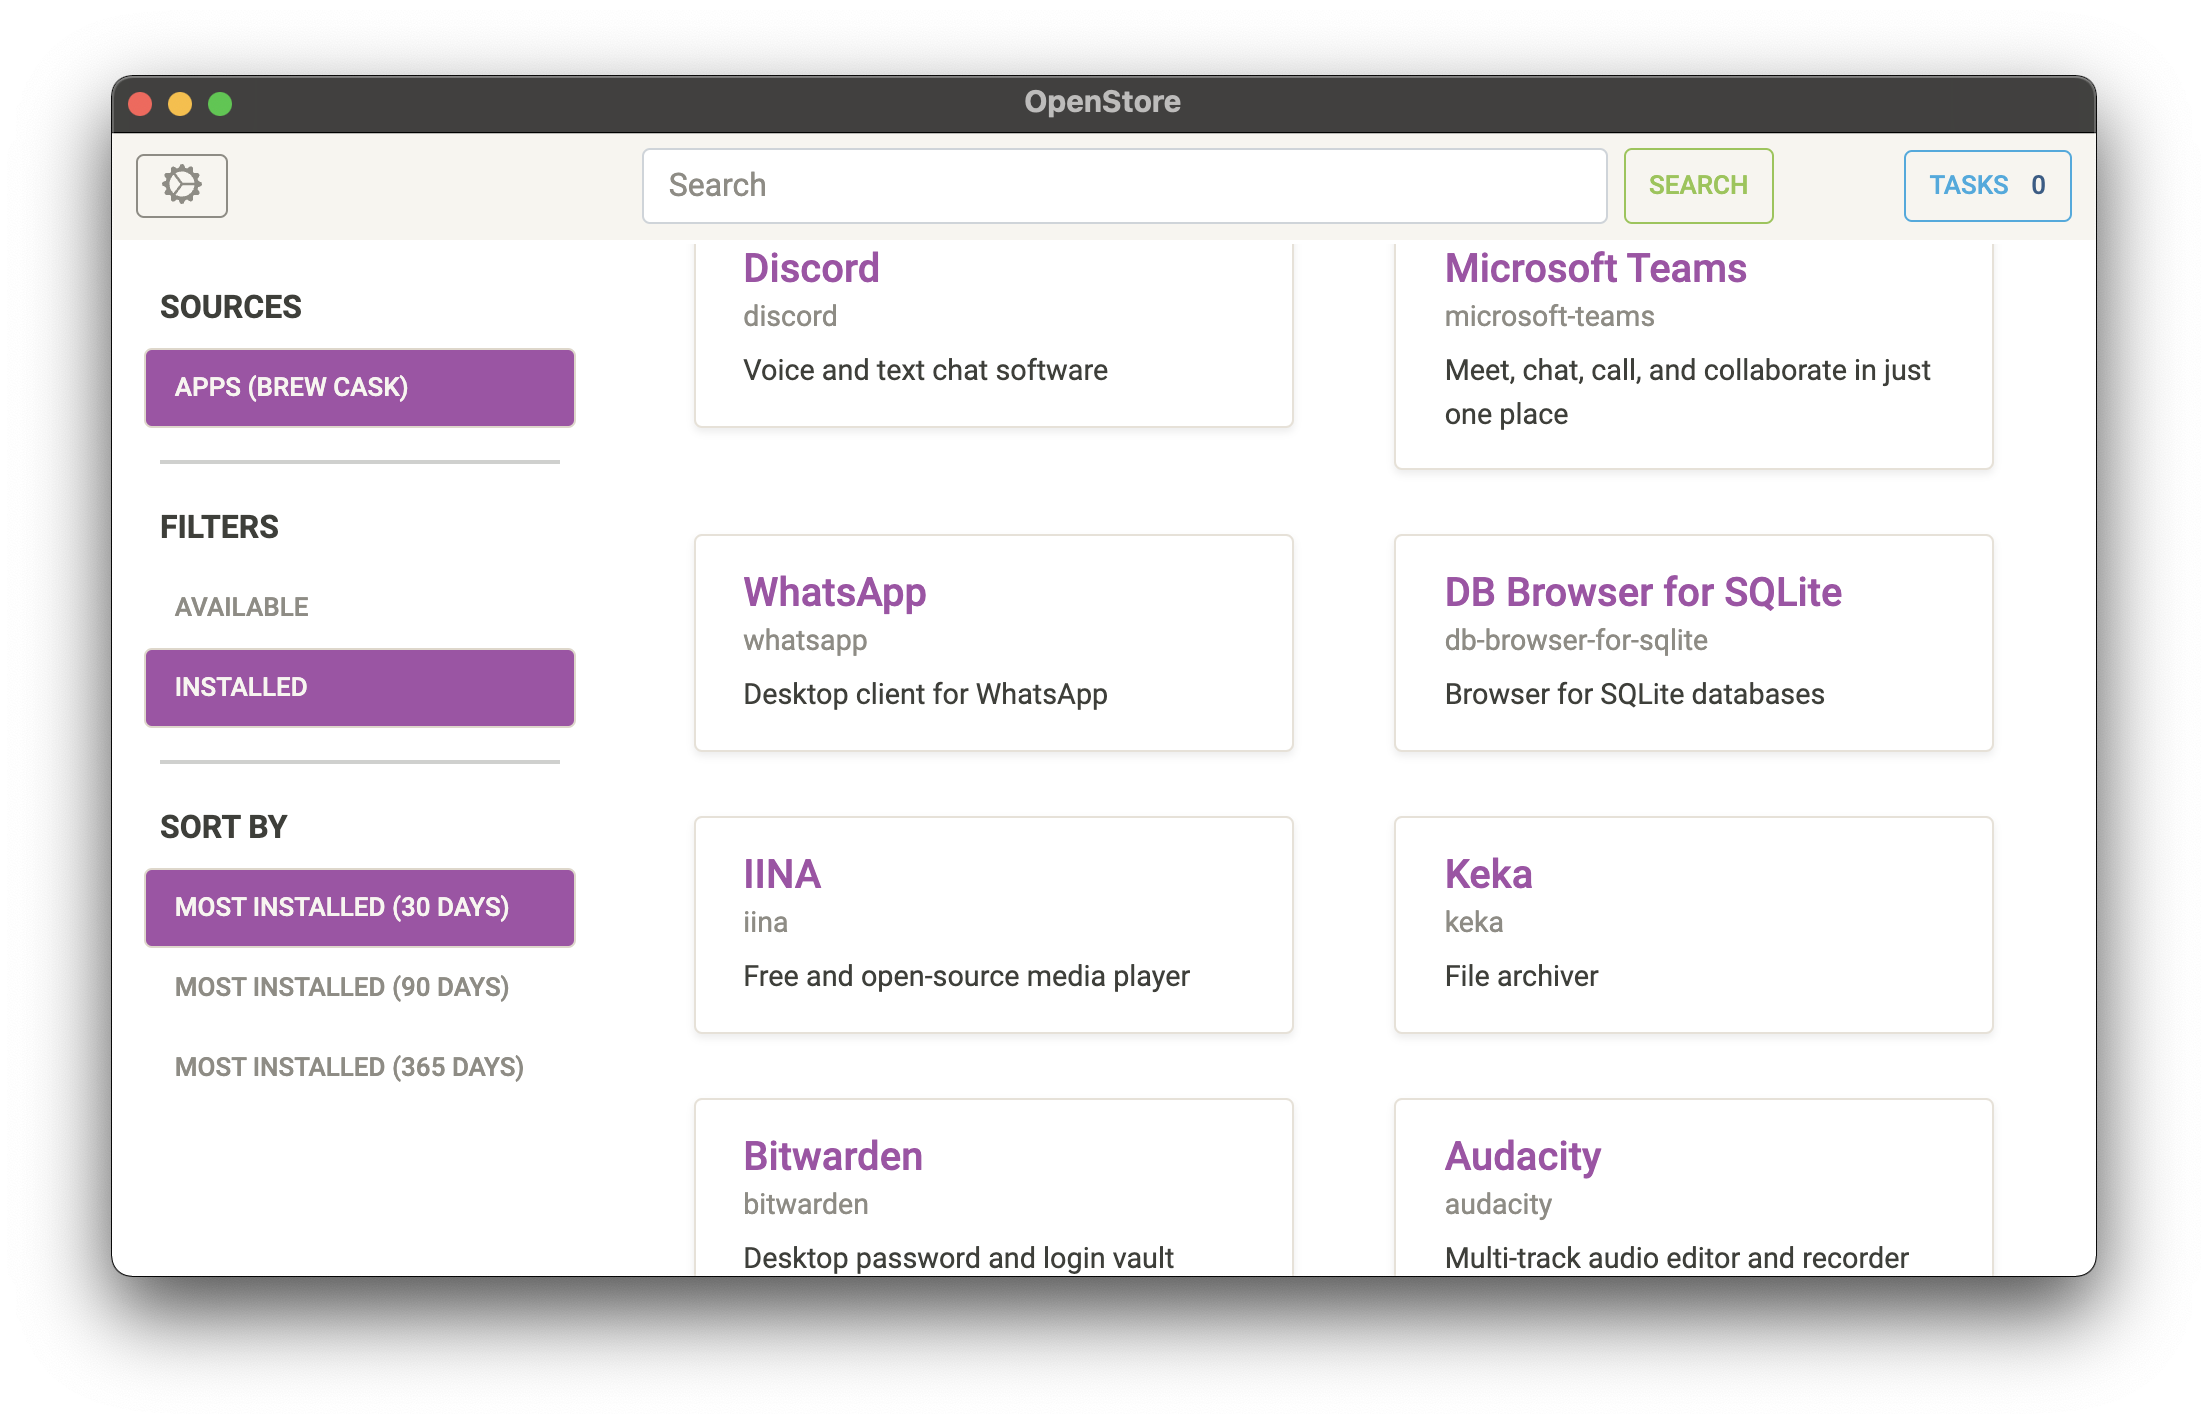 OpenStore
Search
SEARCH
TASKS 0
SOURCES
APPS (BREW CASK)
FILTERS
AVAILABLE
INSTALLED
SORT BY
MOST INSTALLED (30 DAYS)
MOST INSTALLED (90 DAYS)
MOST INSTALLED (365 DAYS)
Discord
discord
Voice and text chat software
Microsoft Teams
microsoft-teams
Meet, chat, call, and collaborate in just
one place
WhatsApp
whatsapp
Desktop client for WhatsApp
DB Browser for SQLite
db-browser-for-sqlite
Browser for SQLite databases
IINA
iina
Free and open-source media player
Keka
keka
File archiver
Bitwarden
bitwarden
Desktop password and login vault
Audacity
audacity
Multi-track audio editor and recorder